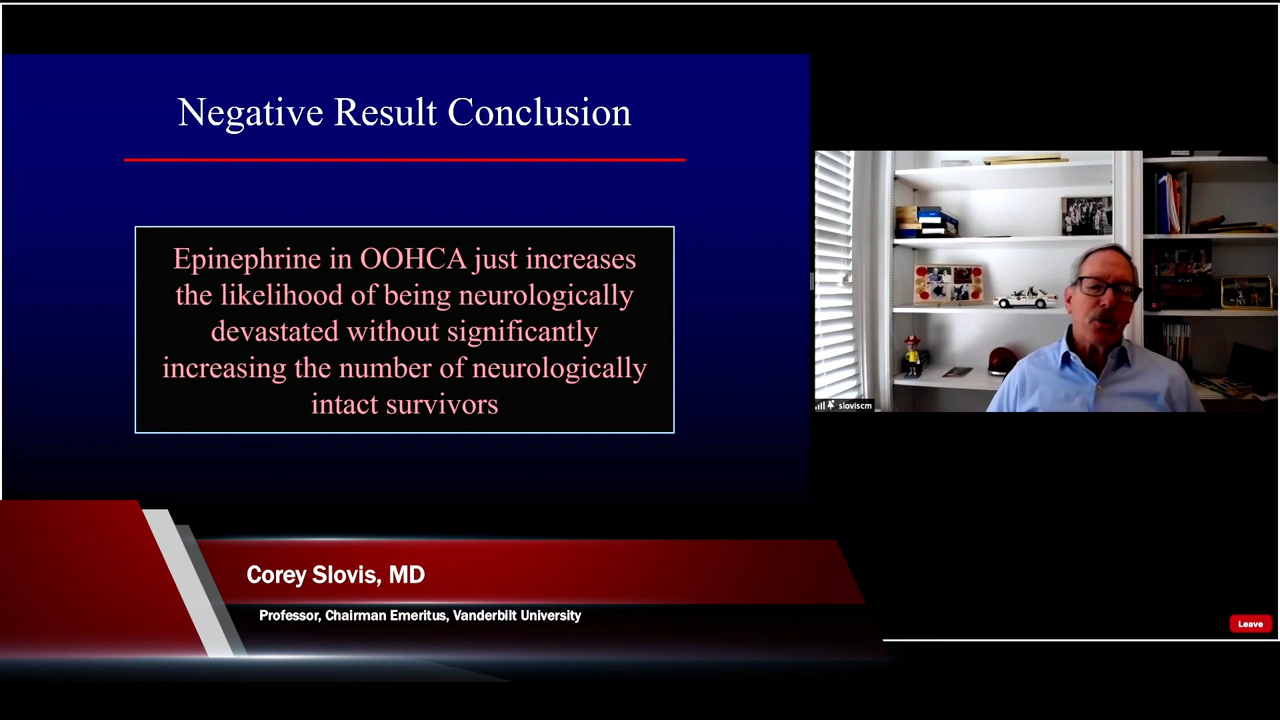 Negative Result Conclusion
Epinephrine in OOHCA just increases
the likelihood of being neurologically
devastated without significantly
increasing the number of neurologically
intact survivors
sloviscm
Corey Slovis, MD
Professor, Chairman Emeritus, Vanderbilt University
Leave